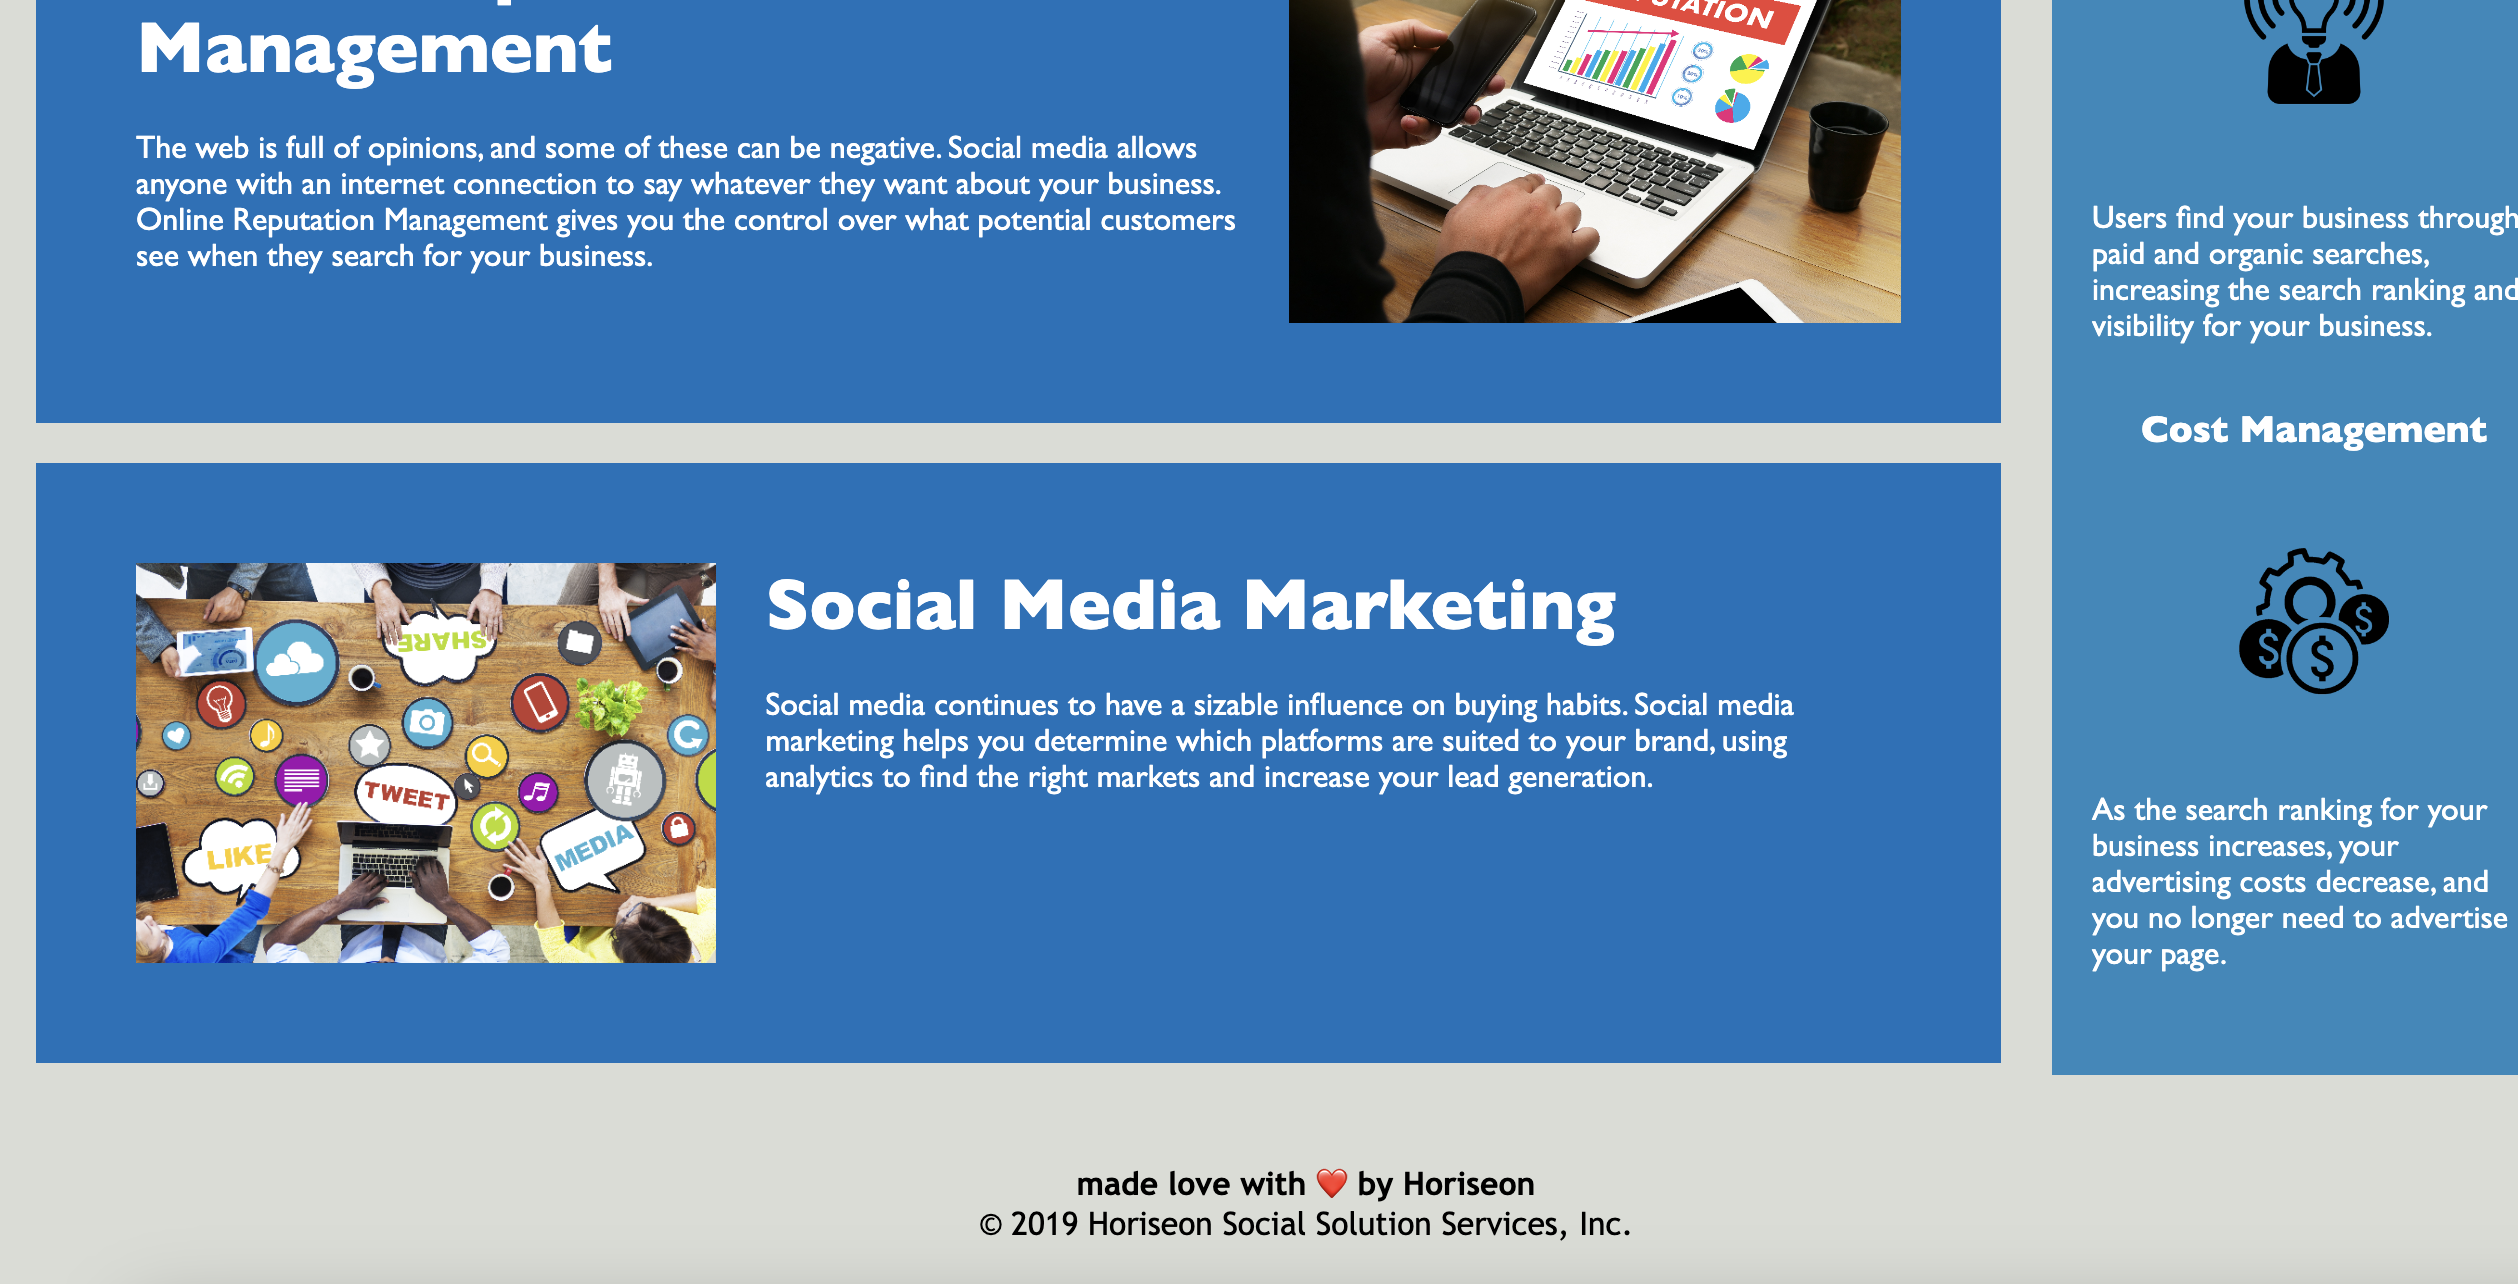 Management
The web is full of opinions, and some of these can be negative. Social media allows
anyone with an internet connection to say whatever they want about your business.
Online Reputation Management gives you the control over what potential customers
see when they search for your business.
Social Media Marketing
Social media continues to have a sizable influence on buying habits. Social media
marketing helps you determine which platforms are suited to your brand, using
analytics to find the right markets and increase your lead generation.
SHARE
TWEET
LIKE
MEDIA
Users find your business through
paid and organic searches,
increasing the search ranking and
visibility for your business.
Cost Management
As the search ranking for your
business increases, your
advertising costs decrease, and
you no longer need to advertise
your page.
made love with ❤️ by Horiseon
© 2019 Horiseon Social Solution Services, Inc.